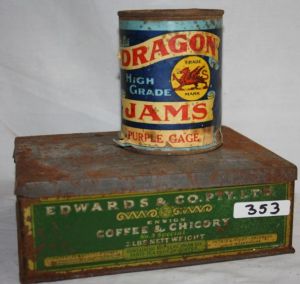 DRAGON
HIGH
GRADE
TRADE
MARK
JAMS
PURPLE GAGE
EDWARDS & CO. PTY. LTD.
ENSIGN
COFFEE & CHICORY
2 LBS NETT WEIGHT
353